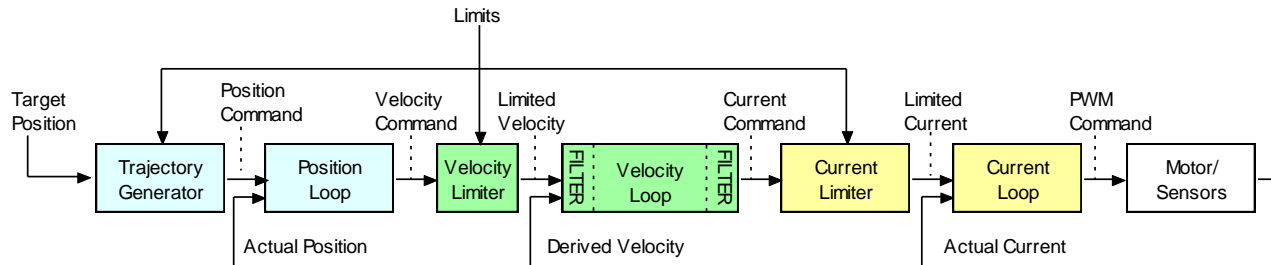 Limits
Target
Position
Position
Command
Velocity
Command
Limited
Velocity
Current
Command
Limited
Current
PWM
Command
Trajectory
Generator
Position
Loop
Velocity
Limiter
FILTER
Velocity
Loop
FILTER
Current
Limiter
Current
Loop
Motor/
Sensors
Actual Position
Derived Velocity
Actual Current